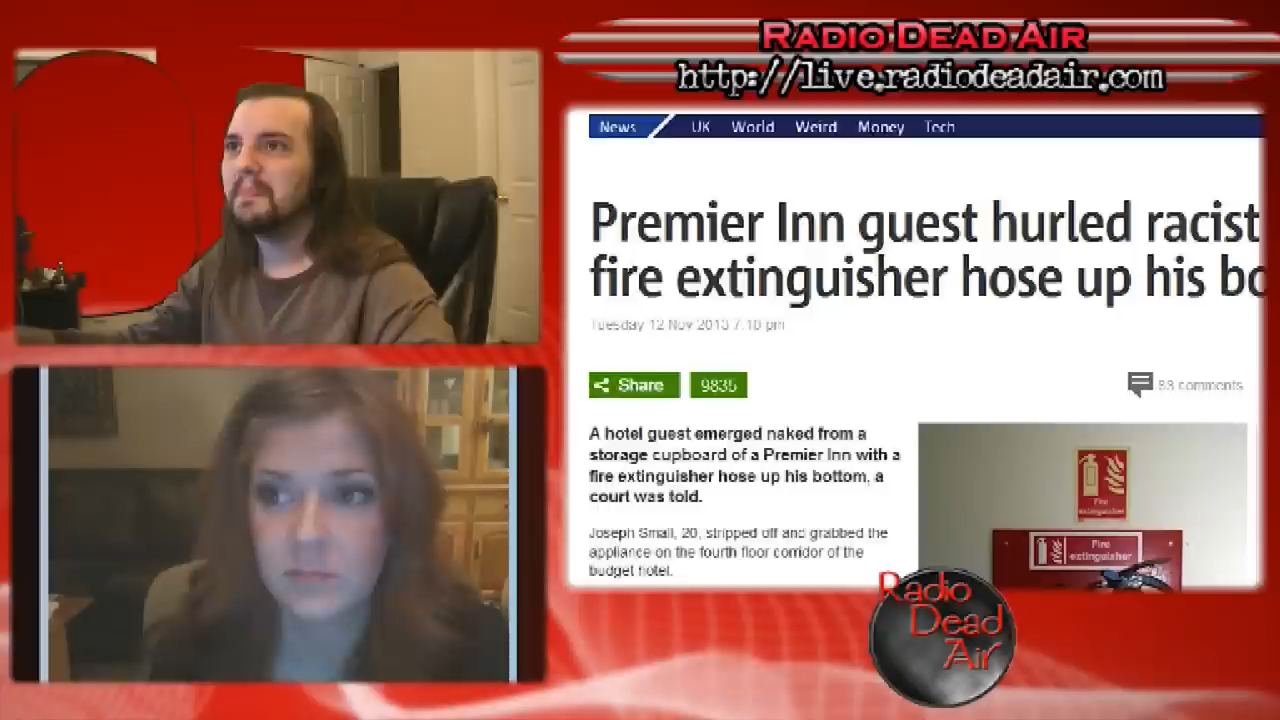 RADIO DEAD AIR
http://live.radiodeadair.com
News UK World Weird Money Tech
Premier Inn guest hurled racist
fire extinguisher hose up his bo
Tuesday 12 Nov 2013 7:10 pm
Share 9835
83 comments
A hotel guest emerged naked from a
storage cupboard of a Premier Inn with a
fire extinguisher hose up his bottom, a
court was told.
Joseph Small, 20, stripped off and grabbed the
appliance on the fourth floor corridor of the
budget hotel.
Fire
extinguisher
Fire
extinguisher
Radio
Dead
Air